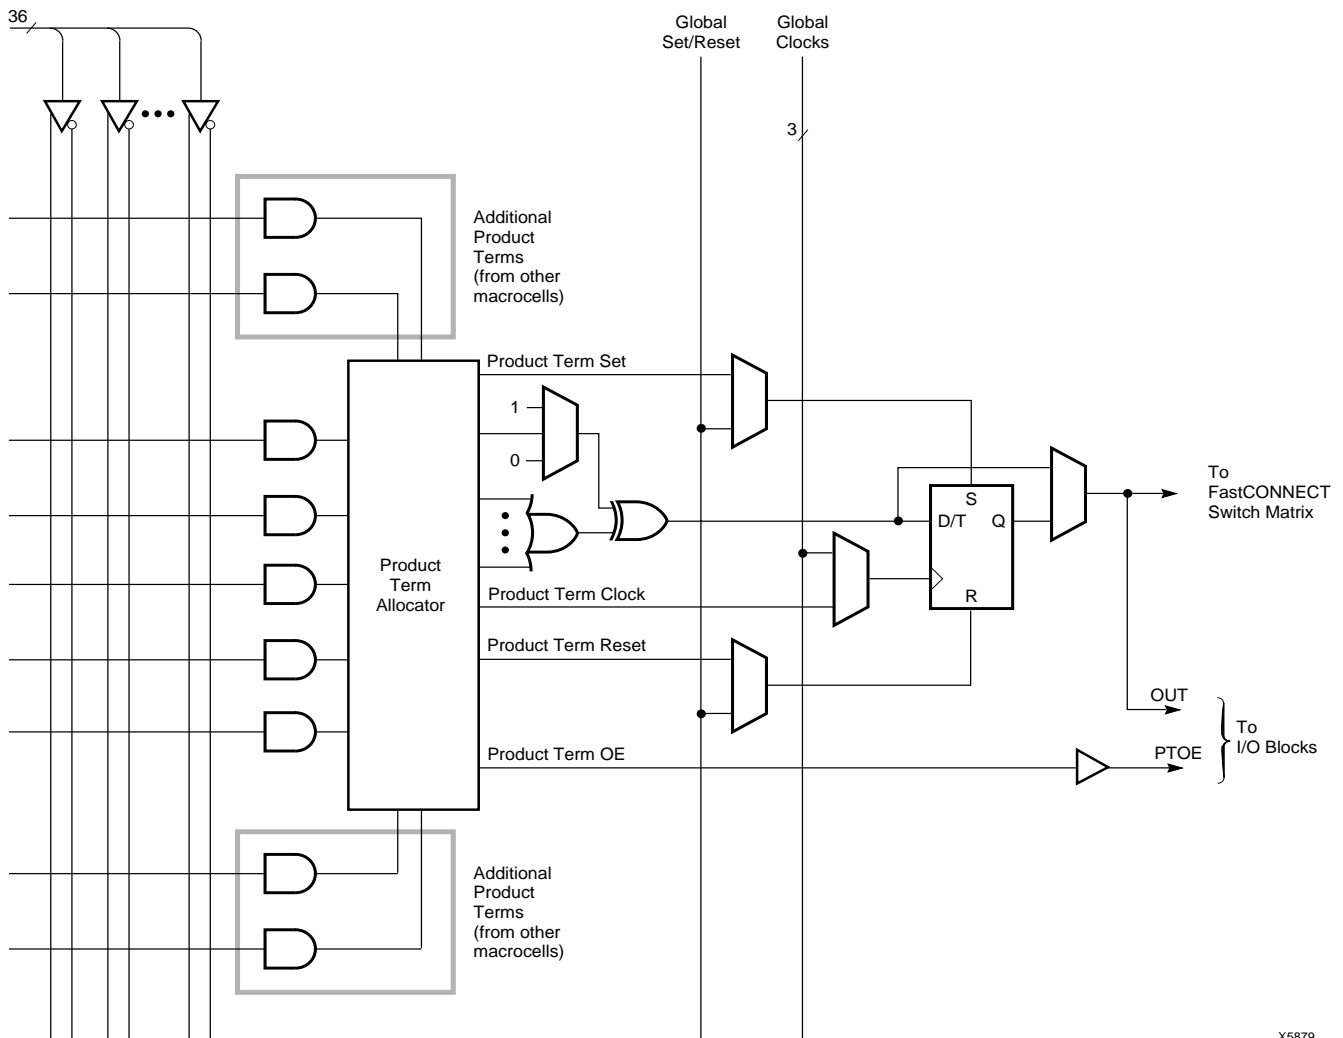 36
Global
Set/Reset
Global
Clocks
3
Additional
Product
Terms
(from other
macrocells)
Product Term Set
1
0
Product
Term
Allocator
S
D/T
Q
R
To
FastCONNECT
Switch Matrix
Product Term Clock
Product Term Reset
OUT
Product Term OE
PTOE
To
I/O Blocks
Additional
Product
Terms
(from other
macrocells)
X5879